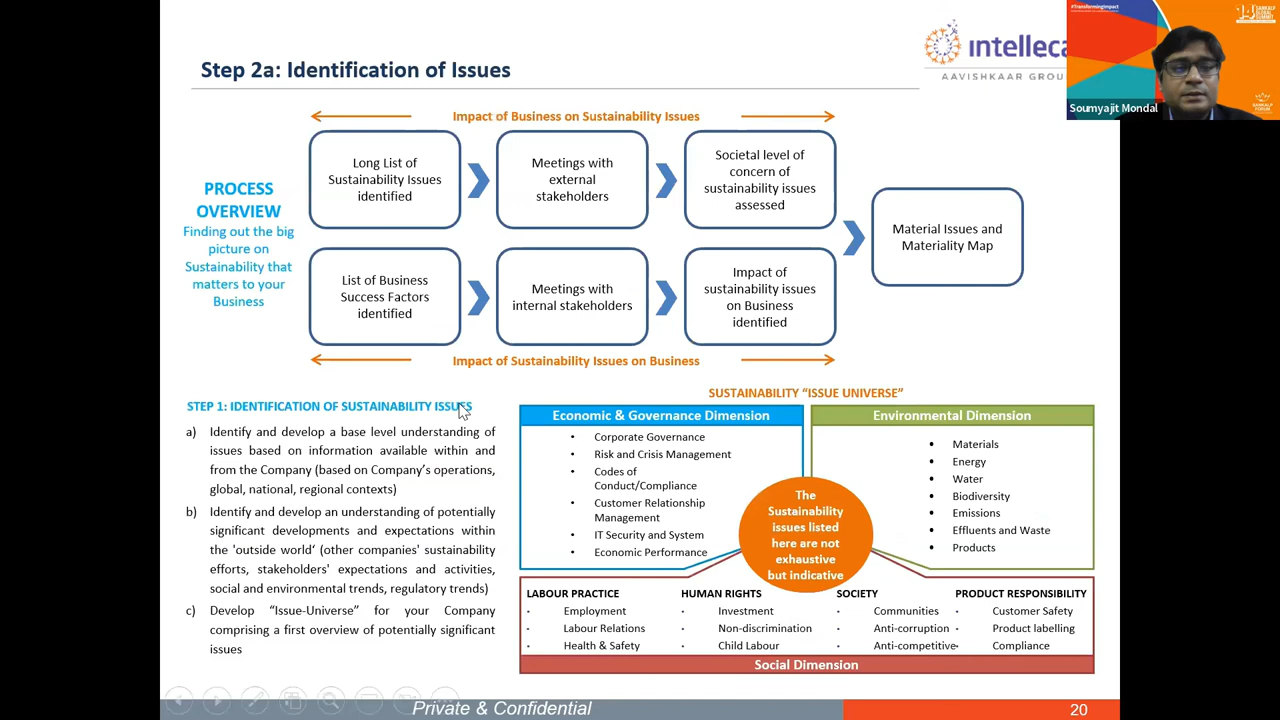 #TransformingImpact
SANKALP
GLOBAL
SUMMIT
intelleca
AAVISHKAAR GROU
Soumyajit Mondal
SANKALP
FORUM
Step 2a: Identification of Issues
Impact of Business on Sustainability Issues
PROCESS
OVERVIEW
Finding out the big
picture on
Sustainability that
matters to your
Business
Long List of
Sustainability Issues
identified
Meetings with
external
stakeholders
Societal level of
concern of
sustainability issues
assessed
Material Issues and
Materiality Map
List of Business
Success Factors
identified
Meetings with
internal stakeholders
Impact of
sustainability issues
on Business
identified
Impact of Sustainability Issues on Business
STEP 1: IDENTIFICATION OF SUSTAINABILITY ISSUES
a) Identify and develop a base level understanding of
issues based on information available within and
from the Company (based on Company's operations,
global, national, regional contexts)
b) Identify and develop an understanding of potentially
significant developments and expectations within
the 'outside world' (other companies' sustainability
efforts, stakeholders' expectations and activities,
social and environmental trends, regulatory trends)
c) Develop "Issue-Universe" for your Company
comprising a first overview of potentially significant
issues
SUSTAINABILITY "ISSUE UNIVERSE"
Economic & Governance Dimension
• Corporate Governance
• Risk and Crisis Management
• Codes of
Conduct/Compliance
• Customer Relationship
Management
• IT Security and System
• Economic Performance
Environmental Dimension
• Materials
• Energy
• Water
• Biodiversity
• Emissions
• Effluents and Waste
• Products
The
Sustainability
issues listed
here are not
exhaustive
but indicative
LABOUR PRACTICE
• Employment
• Labour Relations
• Health & Safety
HUMAN RIGHTS
• Investment
• Non-discrimination
• Child Labour
SOCIETY
• Communities
• Anti-corruption
• Anti-competitive
PRODUCT RESPONSIBILITY
• Customer Safety
• Product labelling
• Compliance
Social Dimension
Private & Confidential
20